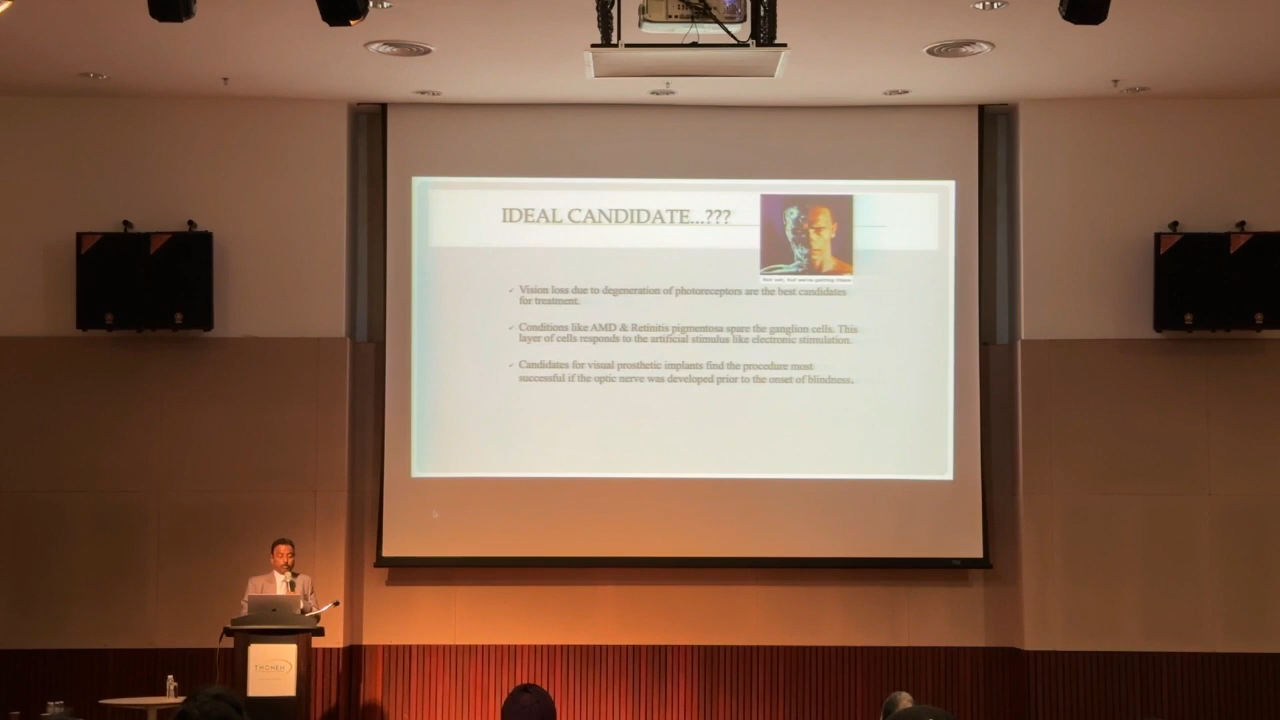 IDEAL CANDIDATE...???
Vision loss due to degeneration of photoreceptors are the best candidates
for treatment.
Conditions like AMD & Retinitis pigmentosa spare the ganglion cells. This
layer of cells responds to the artificial stimulus like electronic stimulation.
Candidates for visual prosthetic implants find the procedure most
successful if the optic nerve was developed prior to the onset of blindness.